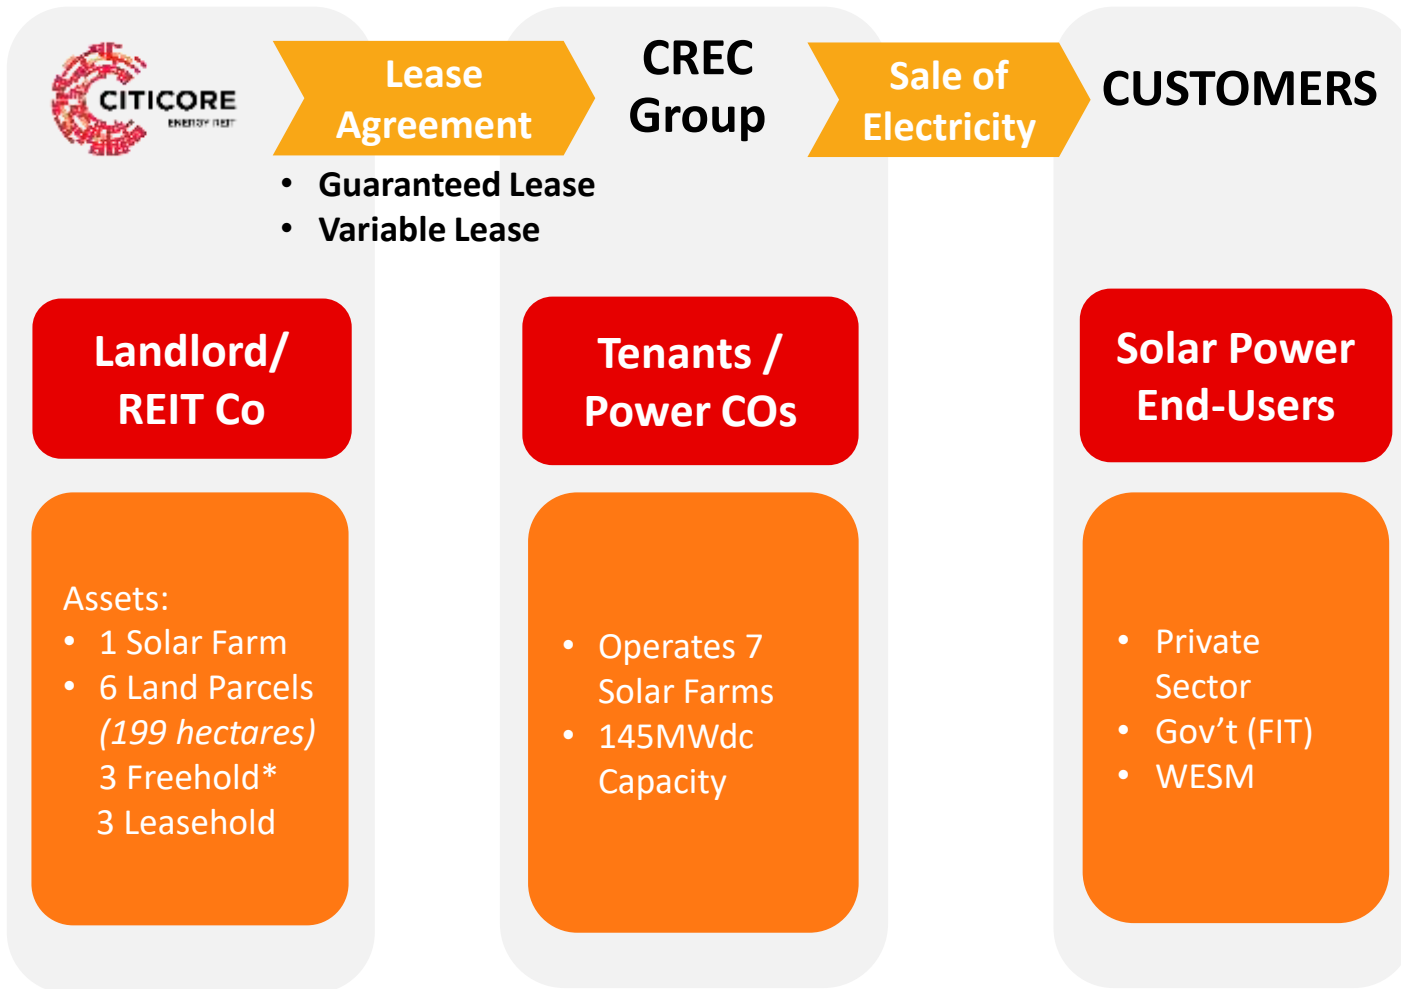 CITICORE
ENERGY REIT
Lease
Agreement
• Guaranteed Lease
• Variable Lease
CREC
Group
Sale of
Electricity
CUSTOMERS
Landlord/
REIT Co
Tenants /
Power COs
Solar Power
End-Users
Assets:
• 1 Solar Farm
• 6 Land Parcels
(199 hectares)
3 Freehold*
3 Leasehold
• Operates 7
Solar Farms
• 145MWdc
Capacity
• Private
Sector
• Gov’t (FIT)
• WESM